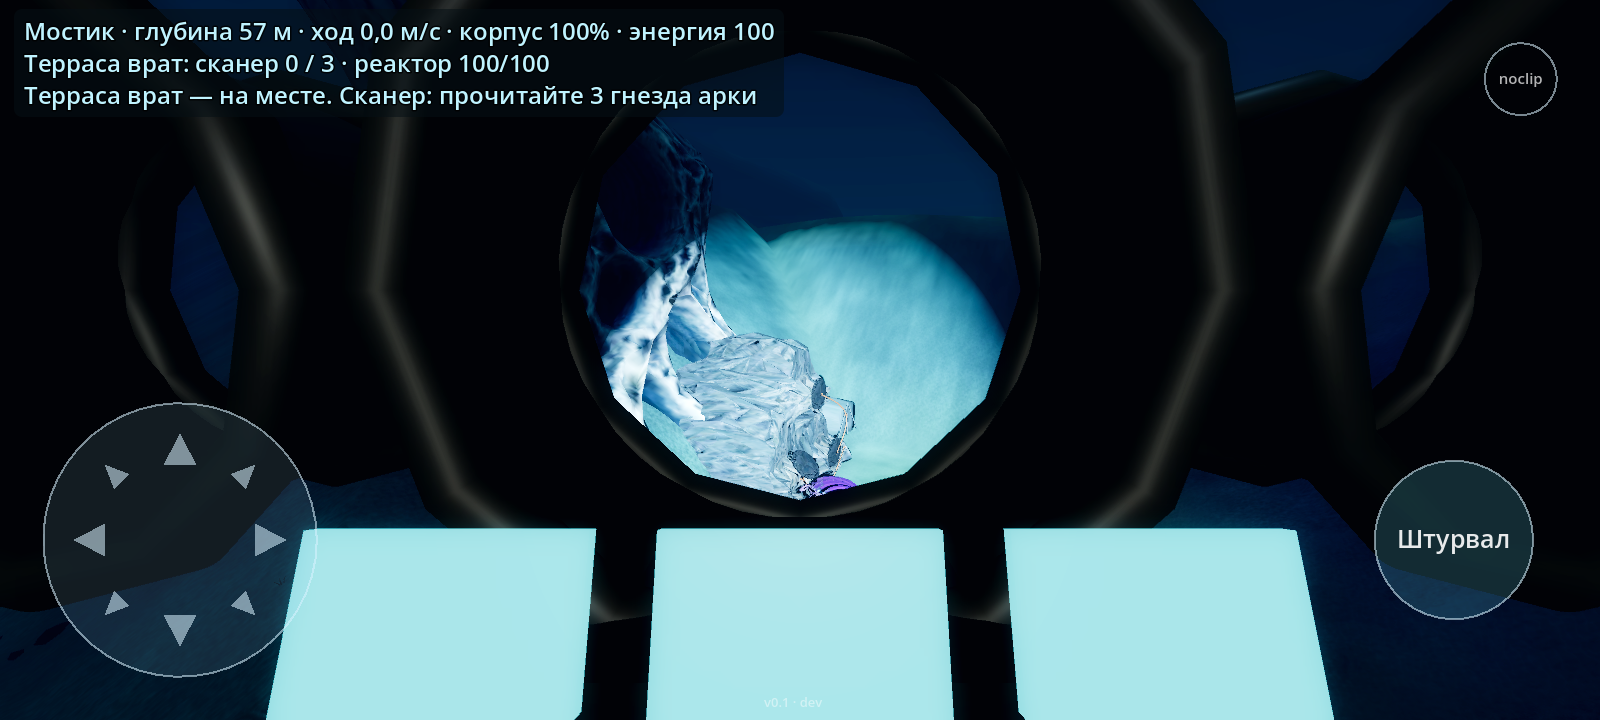 Мостик · глубина 57 м · ход 0,0 м/с · корпус 100% · энергия 100
Терраса врат: сканер 0 / 3 · реактор 100/100
Терраса врат — на месте. Сканер: прочитайте 3 гнезда арки
noclip
Штурвал
v0.1 · dev